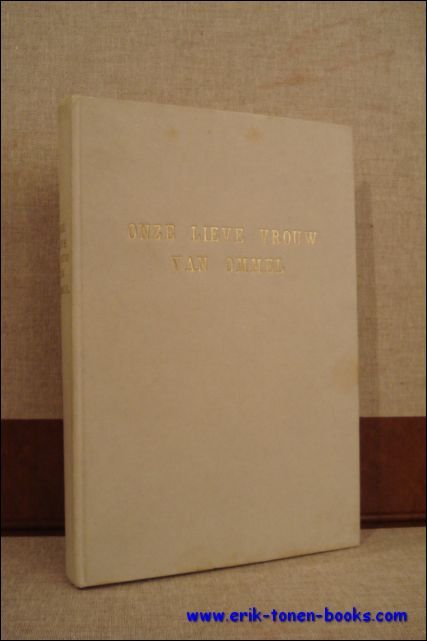 ONZE LIEVE VROUW
VAN OMMEL
www.erik-tonen-books.com